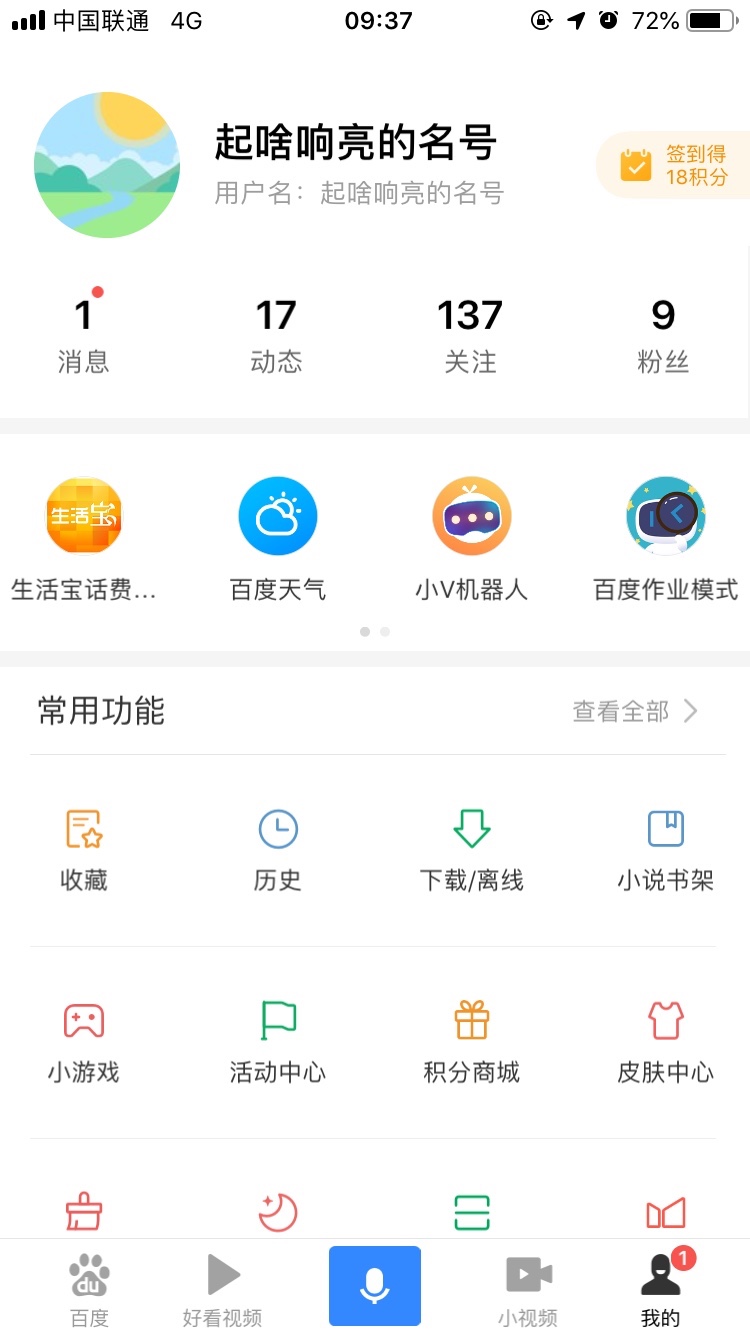 中国联通 4G 09:37 72%
起啥响亮的名号
用户名：起啥响亮的名号
签到得
18积分
1 17 137 9
消息 动态 关注 粉丝
生活宝
生活宝话费... 百度天气 小V机器人 百度作业模式
常用功能 查看全部
收藏 历史 下载/离线 小说书架
小游戏 活动中心 积分商城 皮肤中心
1
du
百度 好看视频 小视频 我的